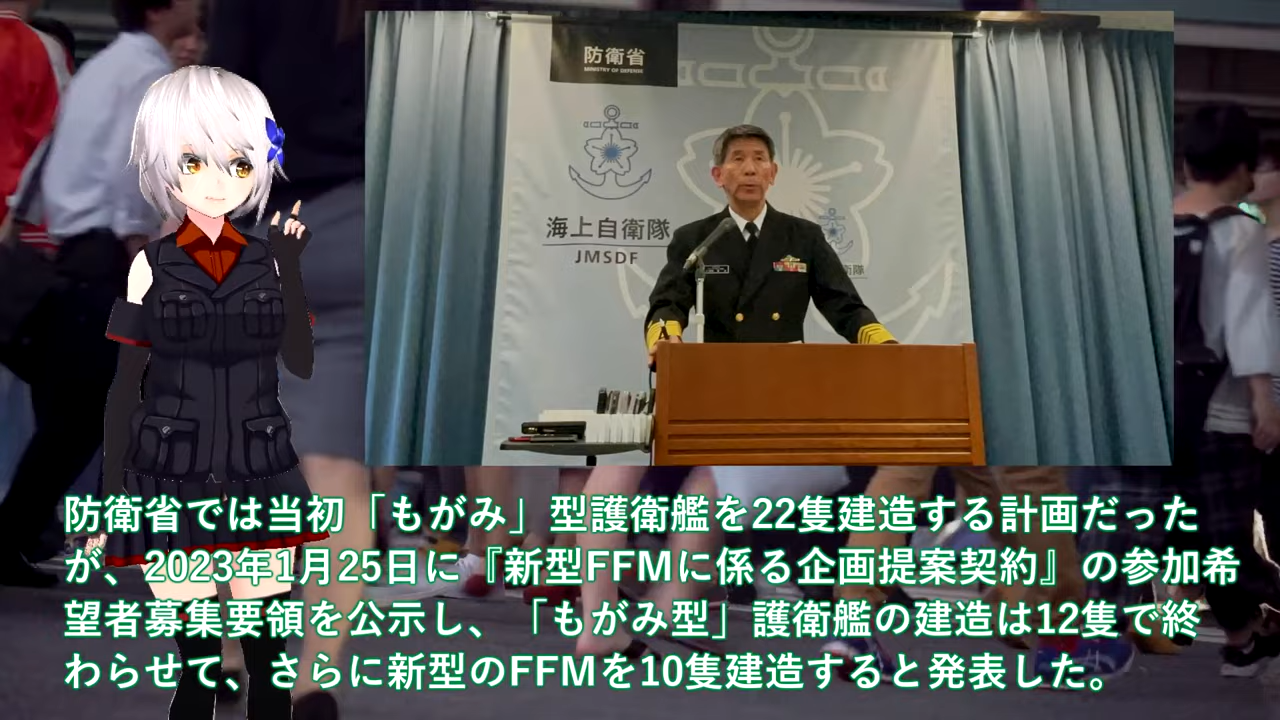 防衛省
MINISTRY OF DEFENSE
海上自衛隊
JMSDF
衛隊
防衛省では当初「もがみ」型護衛艦を22隻建造する計画だった
が、2023年1月25日に『新型FFMに係る企画提案契約』の参加希
望者募集要領を公示し、「もがみ型」護衛艦の建造は12隻で終
わらせて、さらに新型のFFMを10隻建造すると発表した。